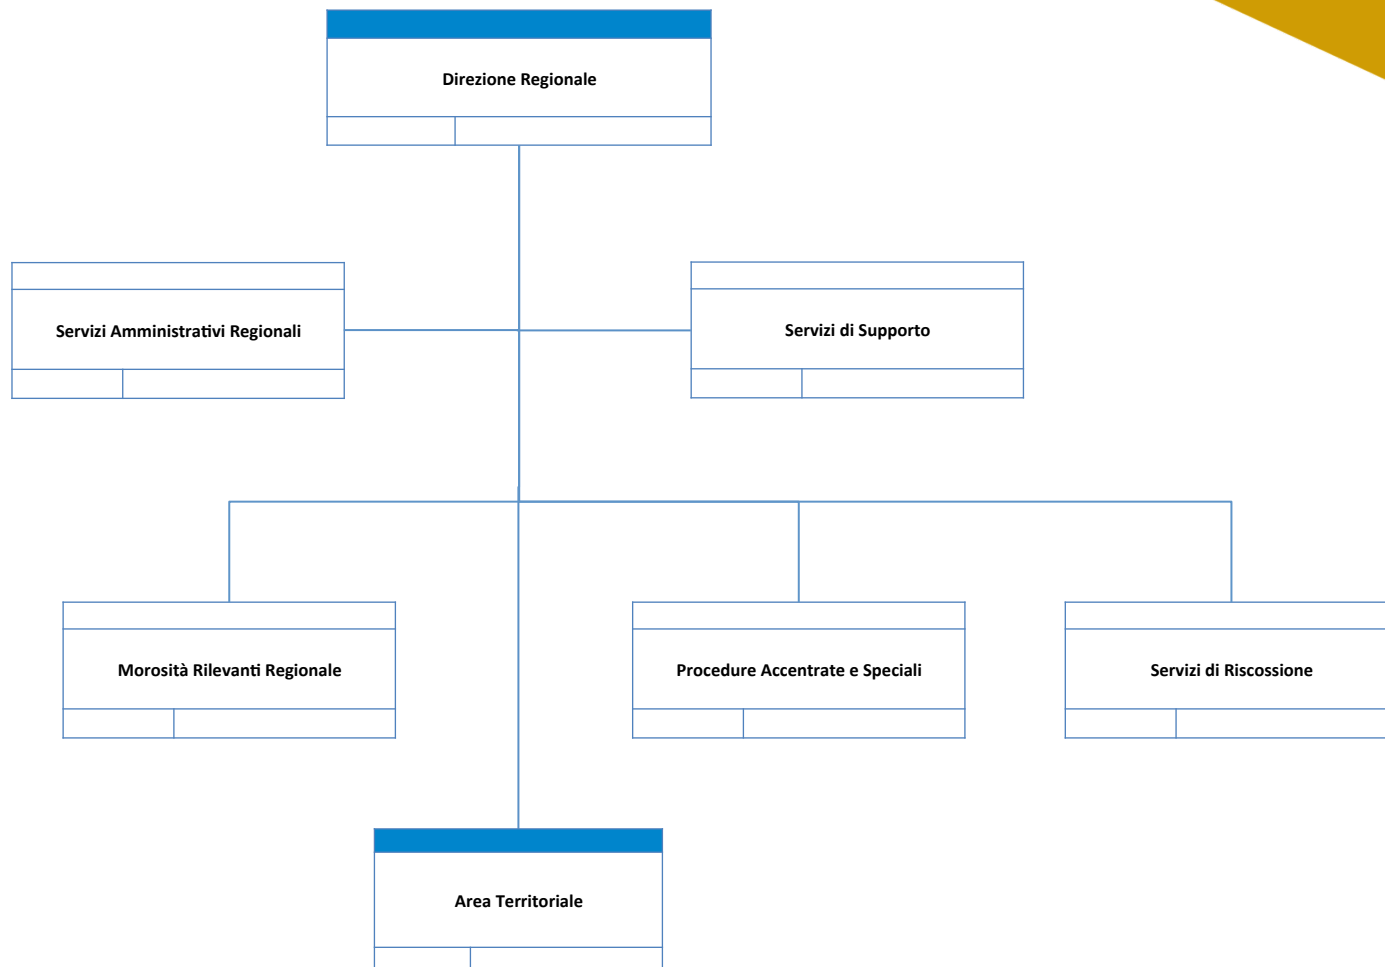 Direzione Regionale
Servizi Amministrativi Regionali
Servizi di Supporto
Morosità Rilevanti Regionale
Procedure Accentrate e Speciali
Servizi di Riscossione
Area Territoriale